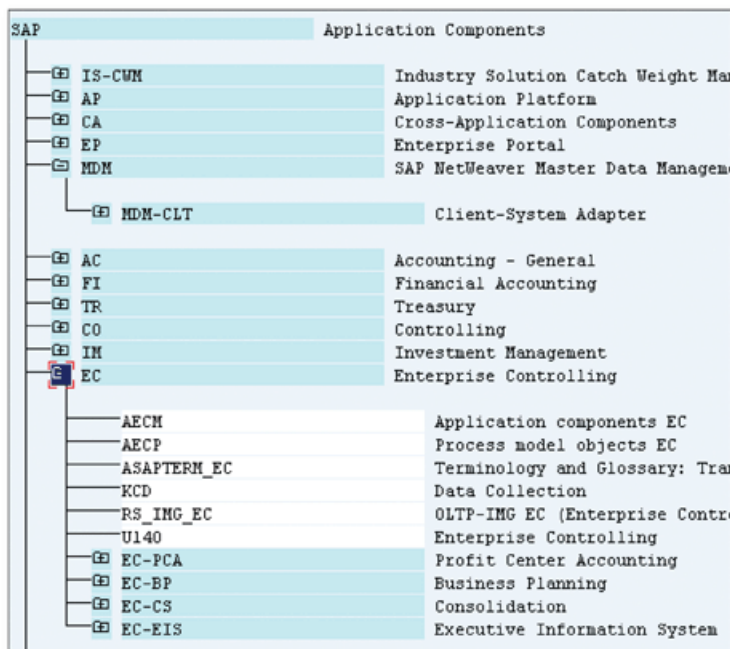 SAP Application Components
IS-CWM Industry Solution Catch Weight
AP Application Platform
CA Cross-Application Components
EP Enterprise Portal
MDM SAP NetWeaver Master Data
MDM-CLT Client-System Adapter
AC Accounting - General
FI Financial Accounting
TR Treasury
CO Controlling
IM Investment Management
EC Enterprise Controlling
AECM Application components EC
AECP Process model objects EC
ASAPTERM_EC Terminology and Glossary:
KCD Data Collection
RS_IMG_EC OLTP-IMG EC (Enterprise
U140 Enterprise Controlling
EC-PCA Profit Center Accounting
EC-BP Business Planning
EC-CS Consolidation
EC-EIS Executive Information System